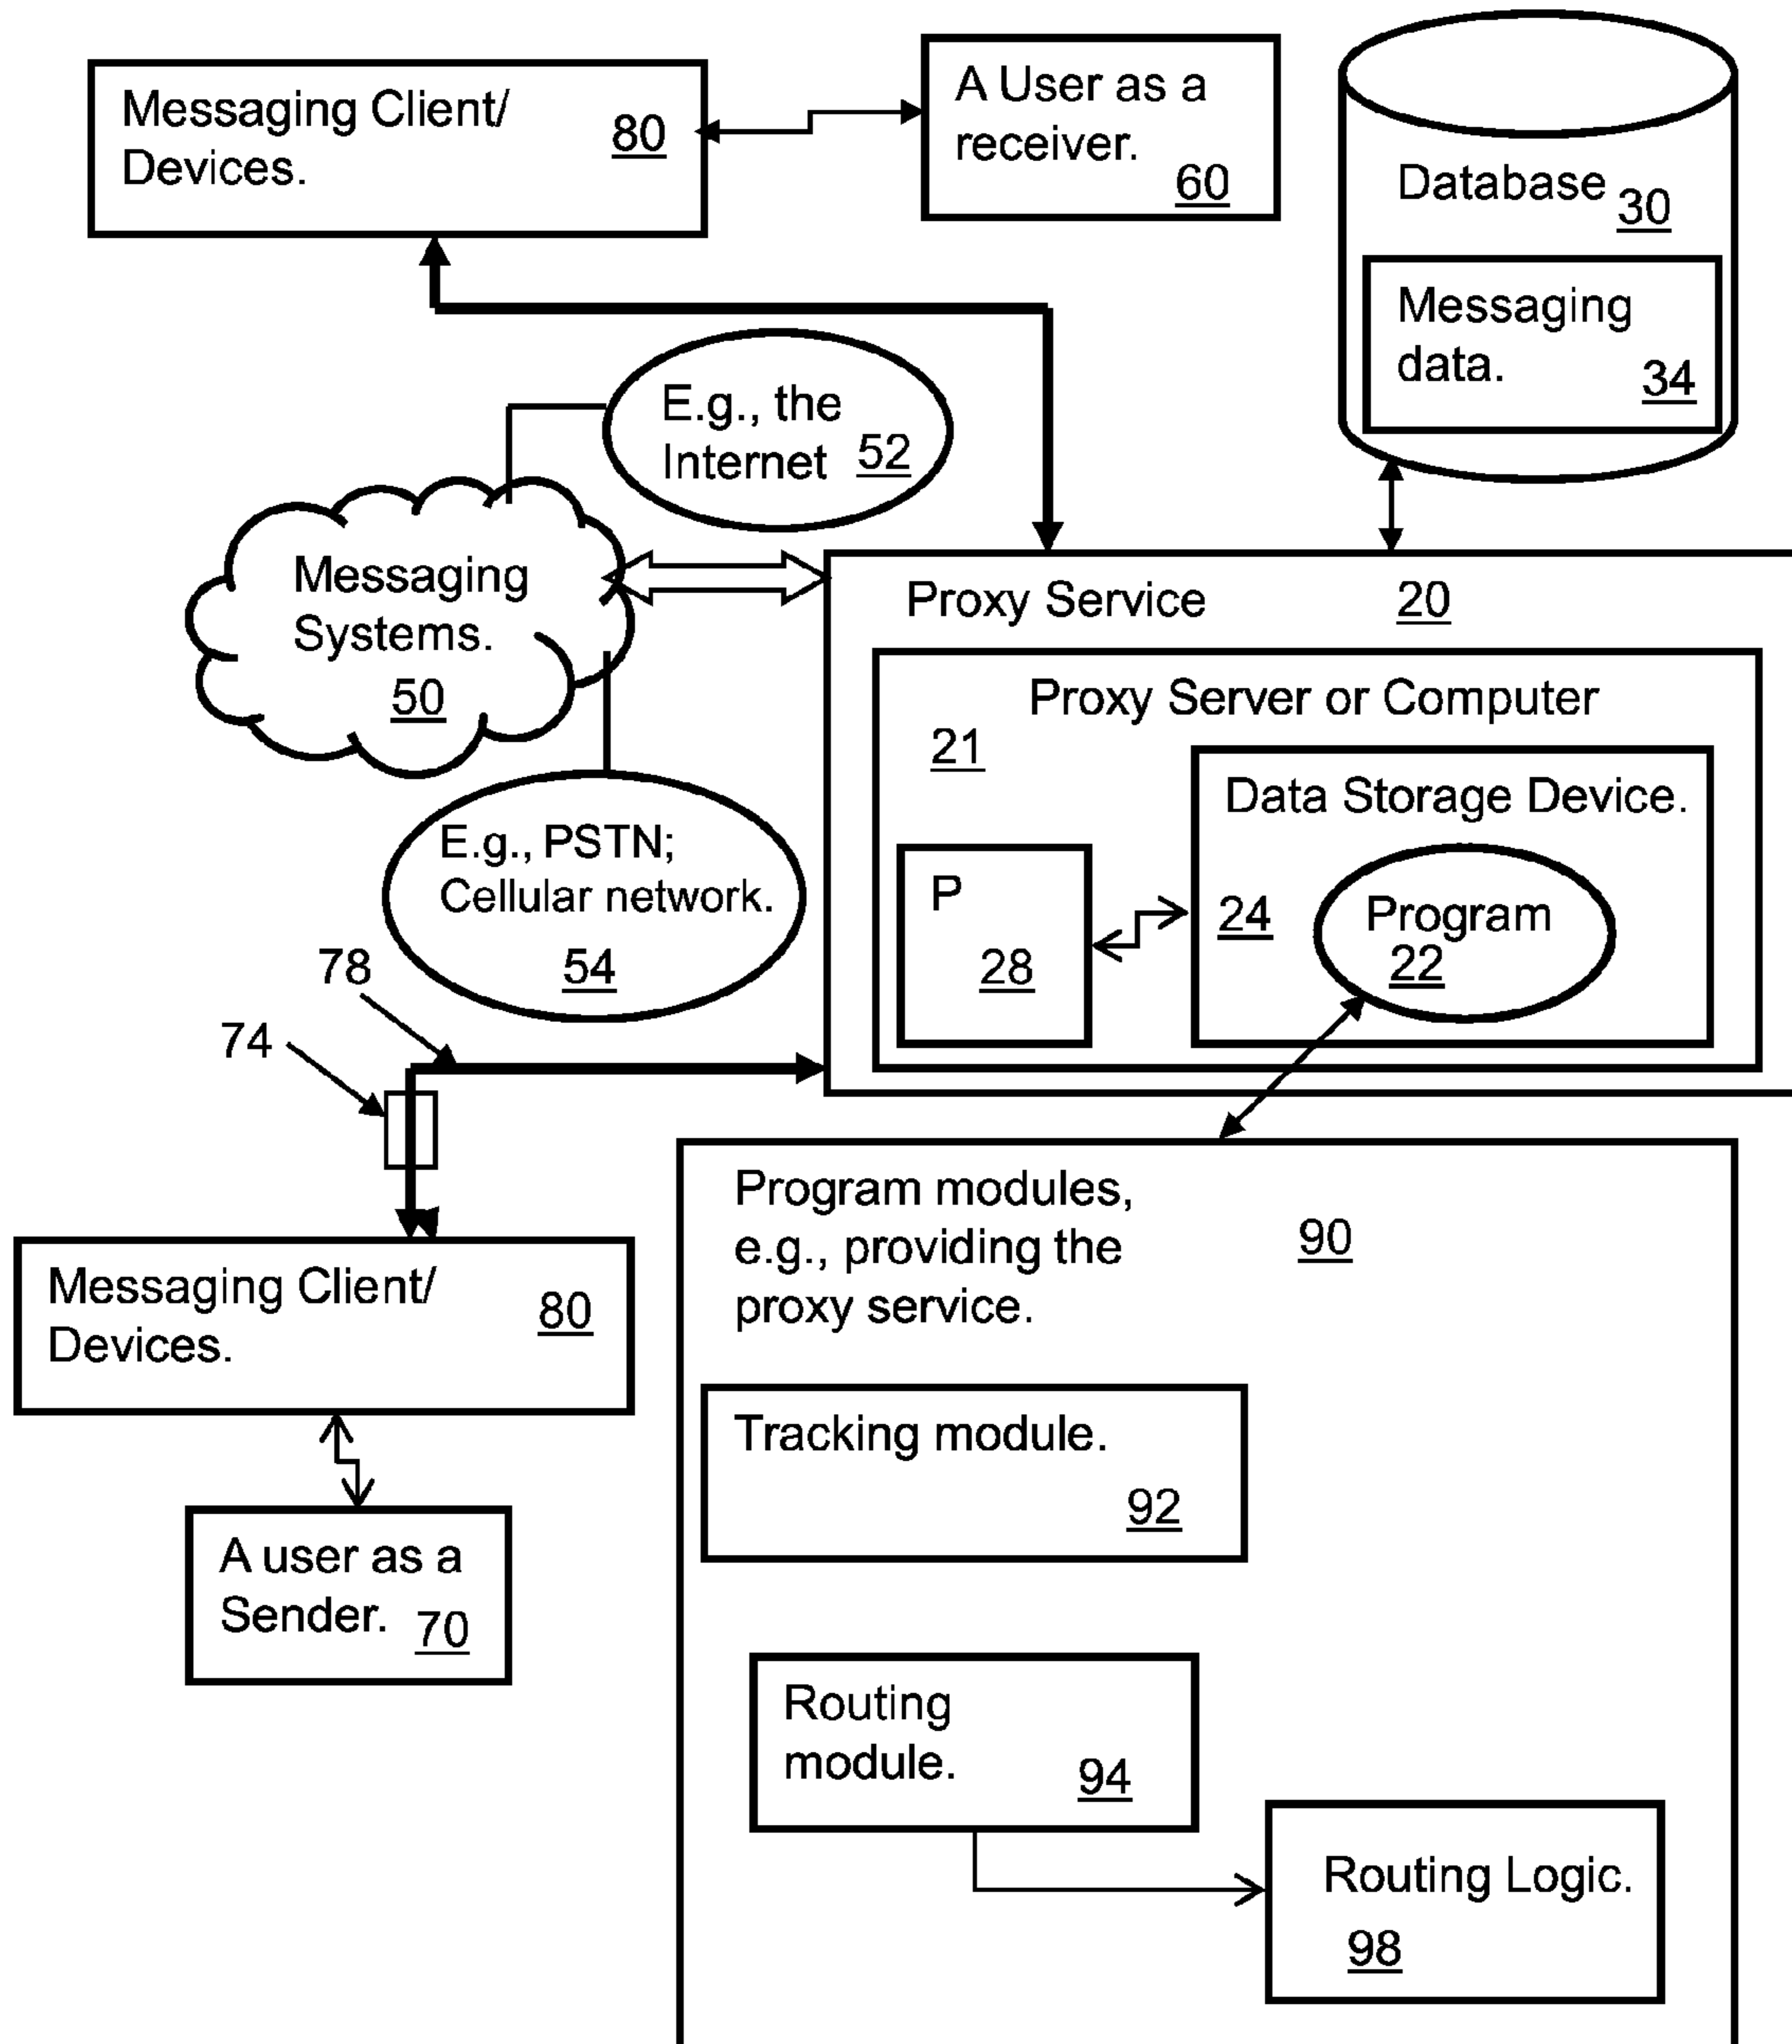 Messaging Client/
Devices.
80
A User as a
receiver.
60
Database
30
Messaging
data.
34
E.g., the
Internet 52
Messaging
Systems.
50
Proxy Service
20
Proxy Server or Computer
21
Data Storage Device.
P
28
24
Program
22
E.g., PSTN;
Cellular network.
54
78
74
Messaging Client/
Devices.
80
A user as a
Sender. 70
Program modules,
e.g., providing the
proxy service.
90
Tracking module.
92
Routing
module.
94
Routing Logic.
98